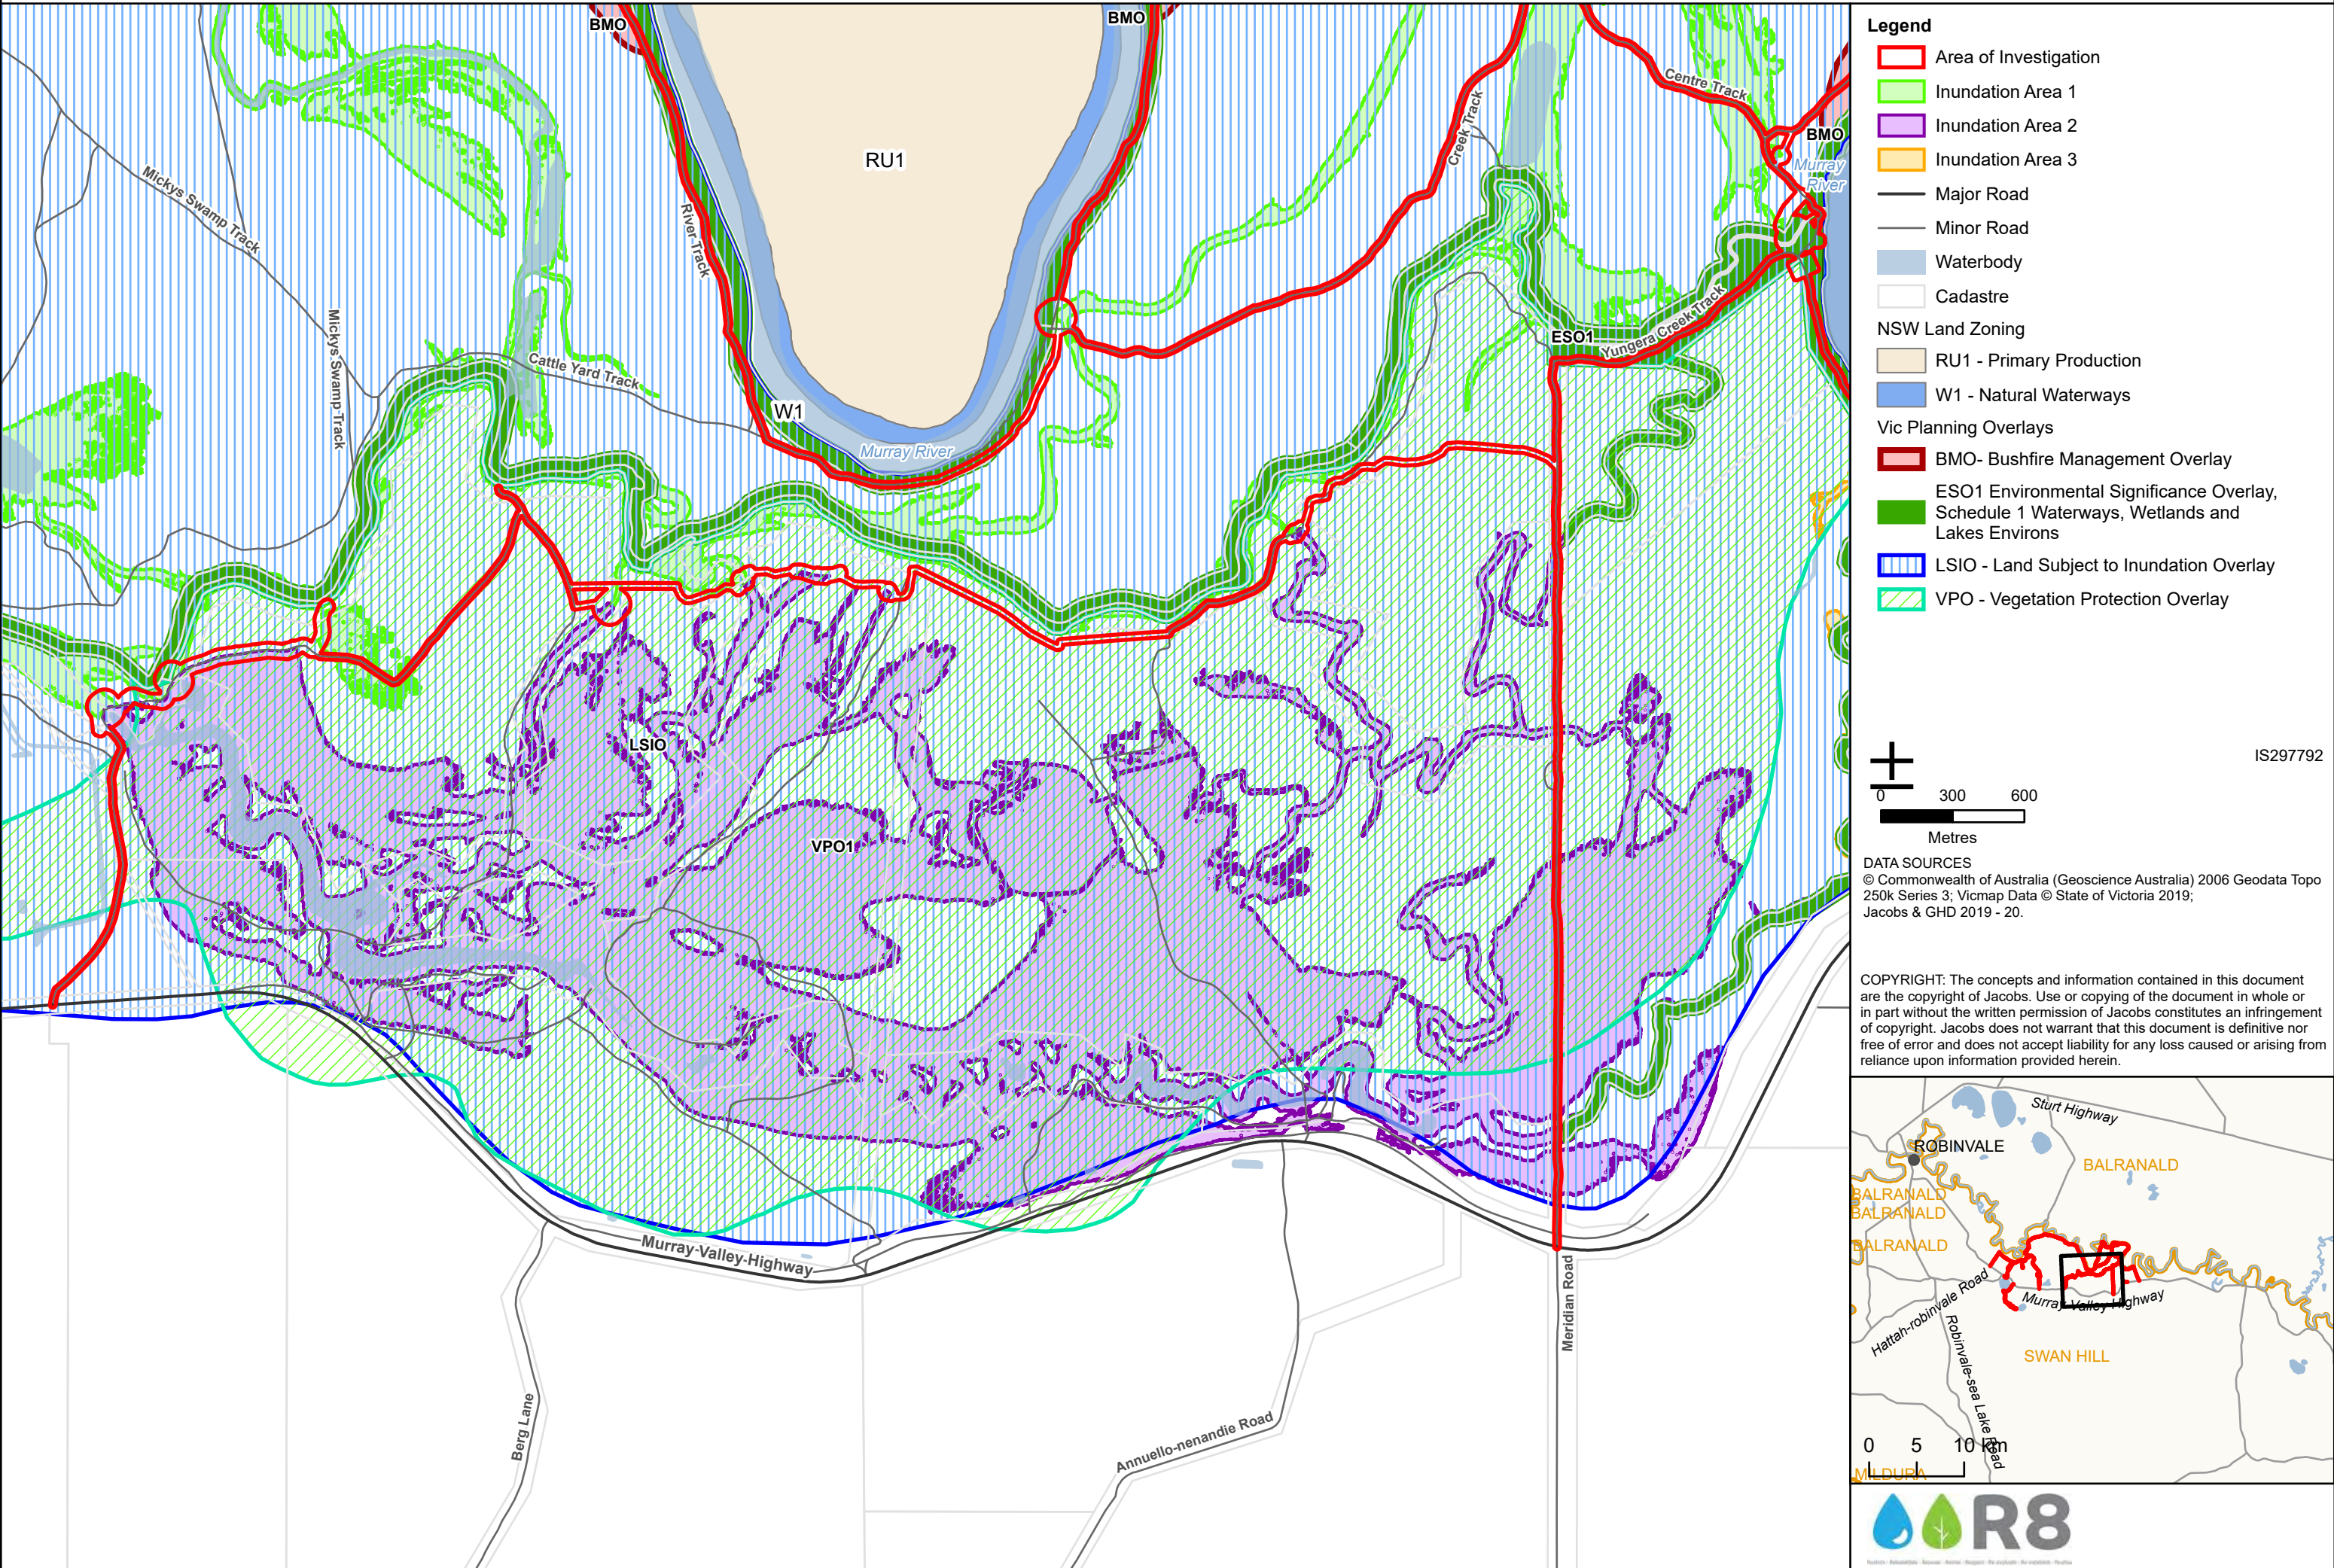 BMO
BMO
RU1
Centre Track
BMO
Murray
River
Creek Track
Mickys Swamp Track
River Track
Mickys Swamp Track
Cattle Yard Track
W1
Murray River
ESO1
Yungera Creek Track
LSIO
VPO1
Murray-Valley-Highway
Meridian Road
Berg Lane
Annuello-nenandie Road
Legend
Area of Investigation
Inundation Area 1
Inundation Area 2
Inundation Area 3
Major Road
Minor Road
Waterbody
Cadastre
NSW Land Zoning
RU1 - Primary Production
W1 - Natural Waterways
Vic Planning Overlays
BMO- Bushfire Management Overlay
ESO1 Environmental Significance Overlay,
Schedule 1 Waterways, Wetlands and
Lakes Environs
LSIO - Land Subject to Inundation Overlay
VPO - Vegetation Protection Overlay
IS297792
0 300 600
Metres
DATA SOURCES
© Commonwealth of Australia (Geoscience Australia) 2006 Geodata Topo
250k Series 3; Vicmap Data © State of Victoria 2019;
Jacobs & GHD 2019 - 20.
COPYRIGHT: The concepts and information contained in this document
are the copyright of Jacobs. Use or copying of the document in whole or
in part without the written permission of Jacobs constitutes an infringement
of copyright. Jacobs does not warrant that this document is definitive nor
free of error and does not accept liability for any loss caused or arising from
reliance upon information provided herein.
Sturt Highway
ROBINVALE
BALRANALD
BALRANALD
BALRANALD
BALRANALD
Hattah-robinvale Road
Murray Valley Highway
Robinvale-sea Lake Road
SWAN HILL
0 5 10 km
MILDURA
R8